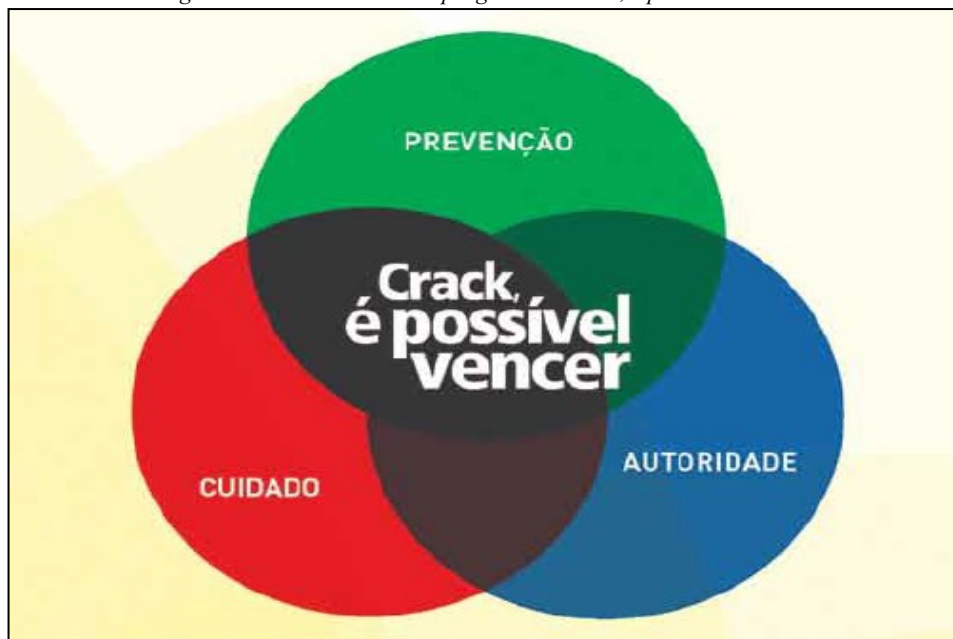 PREVENÇÃO
Crack,
é possível
vencer
AUTORIDADE
CUIDADO